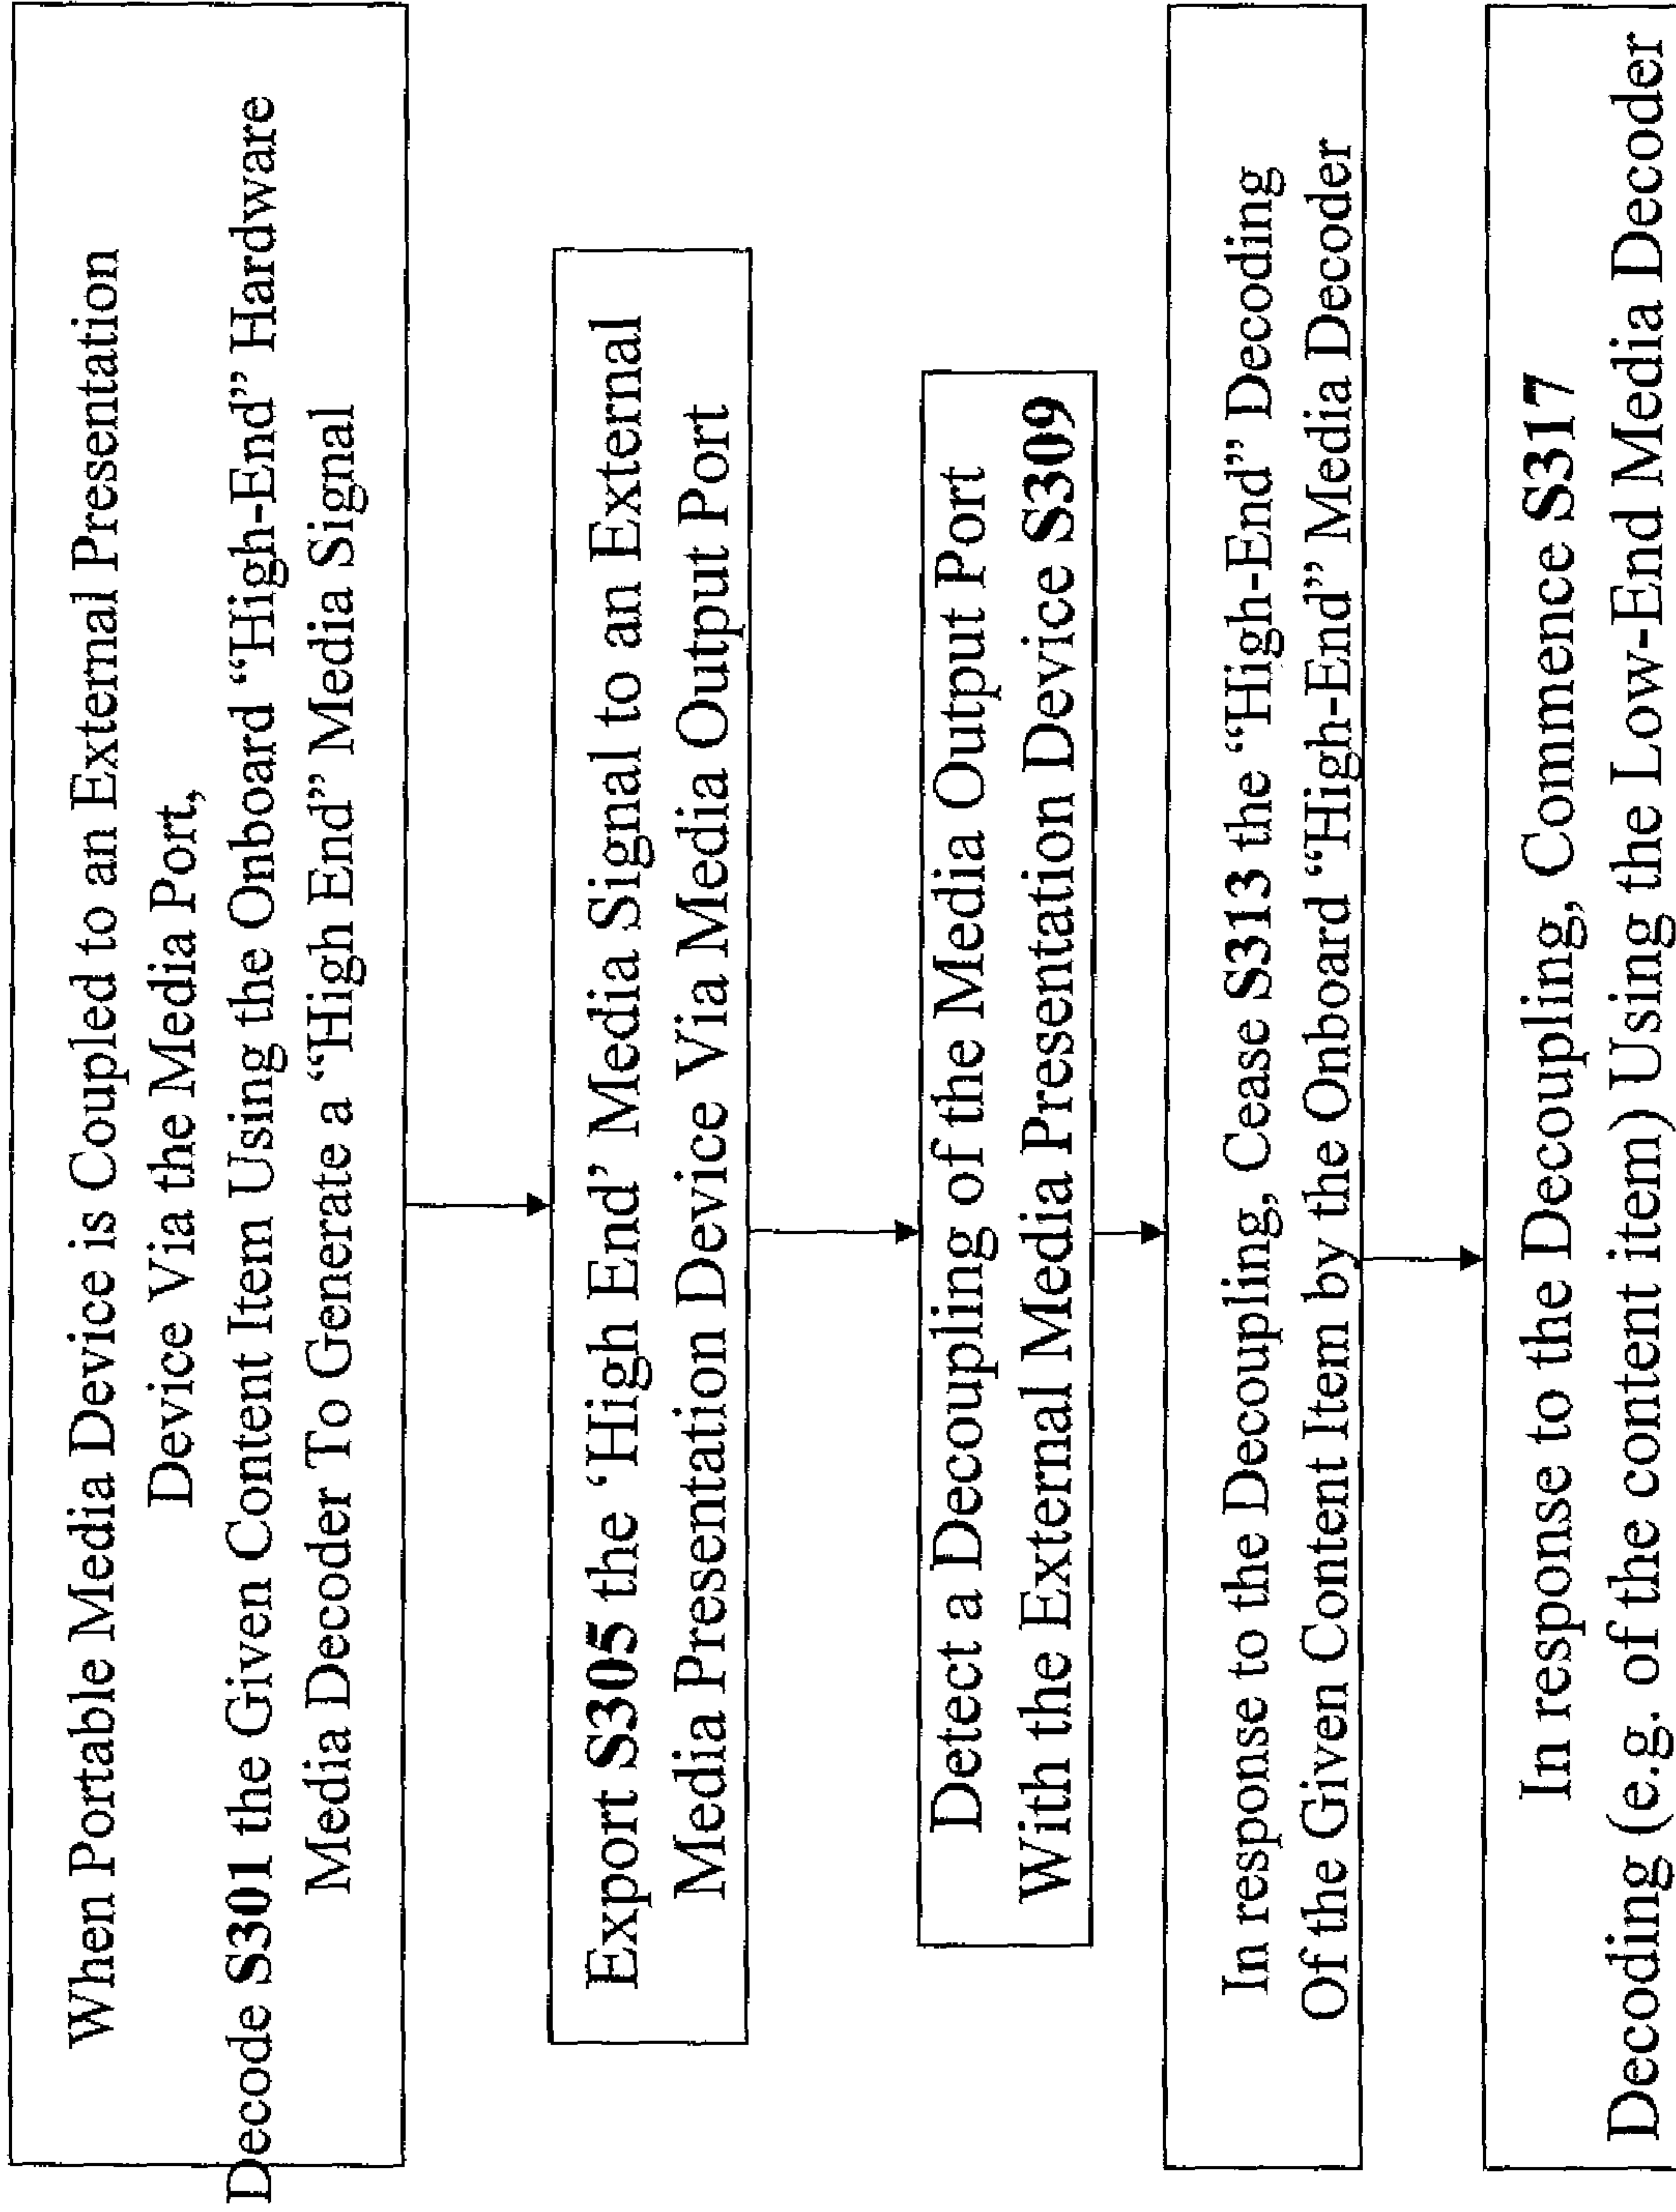 When Portable Media Device is Coupled to an External Presentation
Device Via the Media Port,
Decode S301 the Given Content Item Using the Onboard “High-End” Hardware
Media Decoder To Generate a “High End” Media Signal
Export S305 the ‘High End’ Media Signal to an External
Media Presentation Device Via Media Output Port
Detect a Decoupling of the Media Output Port
With the External Media Presentation Device S309
In response to the Decoupling, Cease S313 the “High-End” Decoding
Of the Given Content Item by the Onboard “High-End” Media Decoder
In response to the Decoupling, Commence S317
Decoding (e.g. of the content item) Using the Low-End Media Decoder